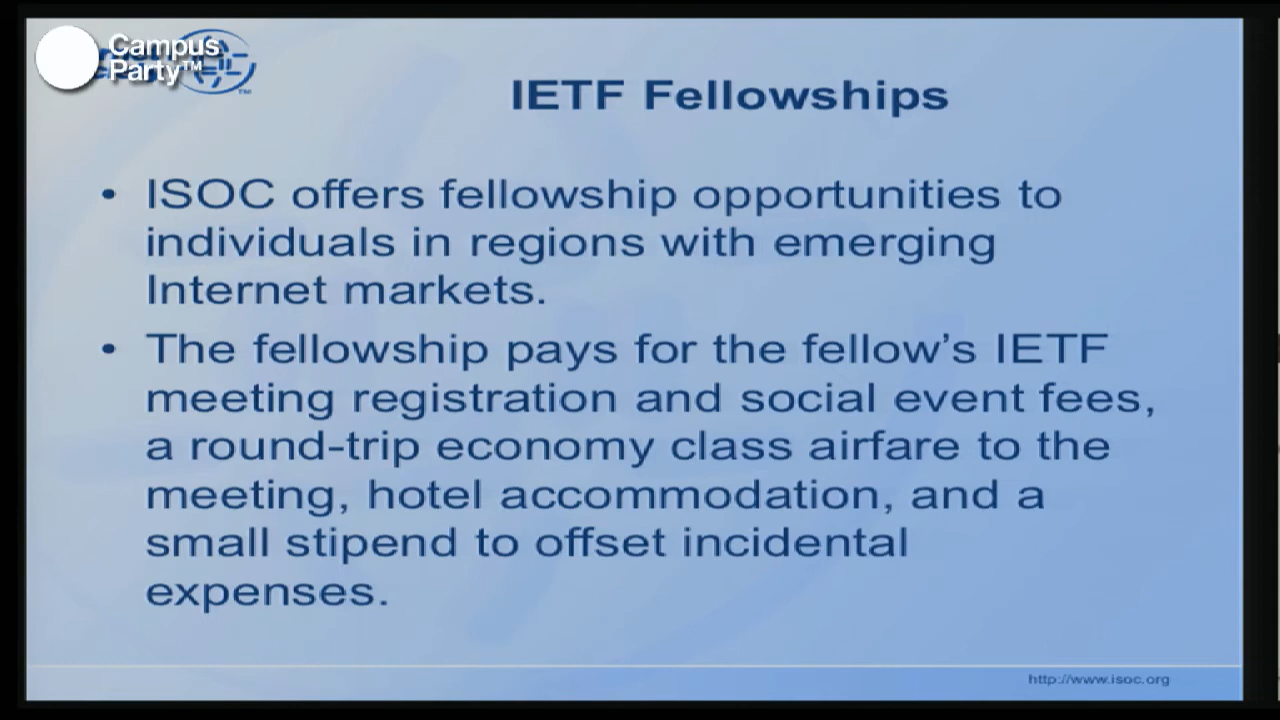 Campus
Party™
IETF Fellowships
• ISOC offers fellowship opportunities to
individuals in regions with emerging
Internet markets.
• The fellowship pays for the fellow’s IETF
meeting registration and social event fees,
a round-trip economy class airfare to the
meeting, hotel accommodation, and a
small stipend to offset incidental
expenses.
http://www.isoc.org